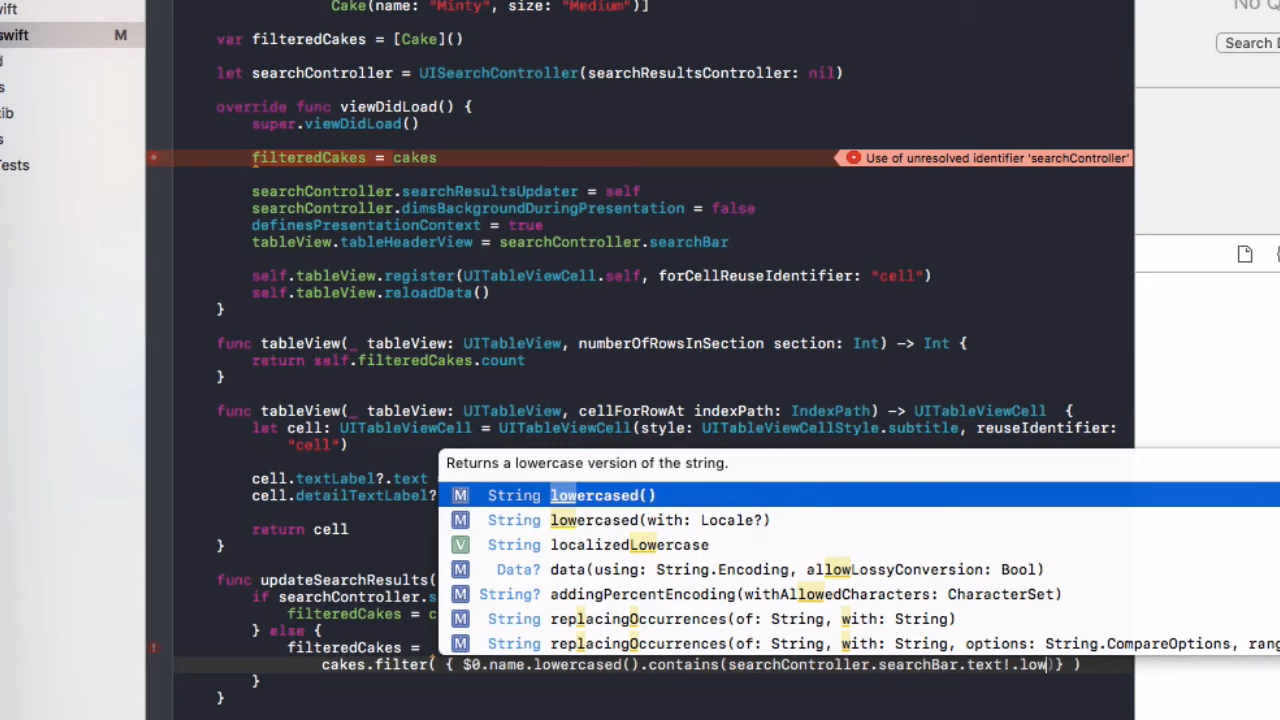 wift
Cake(name: "Minty", size: "Medium")]
No Q
swift
M
var filteredCakes = [Cake]()
Search D
let searchController = UISearchController(searchResultsController: nil)
s
override func viewDidLoad() {
ib
super.viewDidLoad()
s
filteredCakes = cakes
Use of unresolved identifier 'searchController'
Tests
searchController.searchResultsUpdater = self
searchController.dimsBackgroundDuringPresentation = false
definesPresentationContext = true
tableView.tableHeaderView = searchController.searchBar
self.tableView.register(UITableViewCell.self, forCellReuseIdentifier: "cell")
self.tableView.reloadData()
}
func tableView(_ tableView: UITableView, numberOfRowsInSection section: Int) -> Int {
return self.filteredCakes.count
}
func tableView(_ tableView: UITableView, cellForRowAt indexPath: IndexPath) -> UITableViewCell {
let cell: UITableViewCell = UITableViewCell(style: UITableViewCellStyle.subtitle, reuseIdentifier:
"cell")
cell.textLabel?.text =
cell.detailTextLabel?
return cell
}
Returns a lowercase version of the string.
M String lowercased()
M String lowercased(with: Locale?)
V String localizedLowercase
M Data? data(using: String.Encoding, allowLossyConversion: Bool)
M String? addingPercentEncoding(withAllowedCharacters: CharacterSet)
M String replacingOccurrences(of: String, with: String)
M String replacingOccurrences(of: String, with: String, options: String.CompareOptions, rang
func updateSearchResults(
if searchController.s
filteredCakes = c
} else {
filteredCakes =
cakes.filter( { $0.name.lowercased().contains(searchController.searchBar.text!.low)} )
}
}